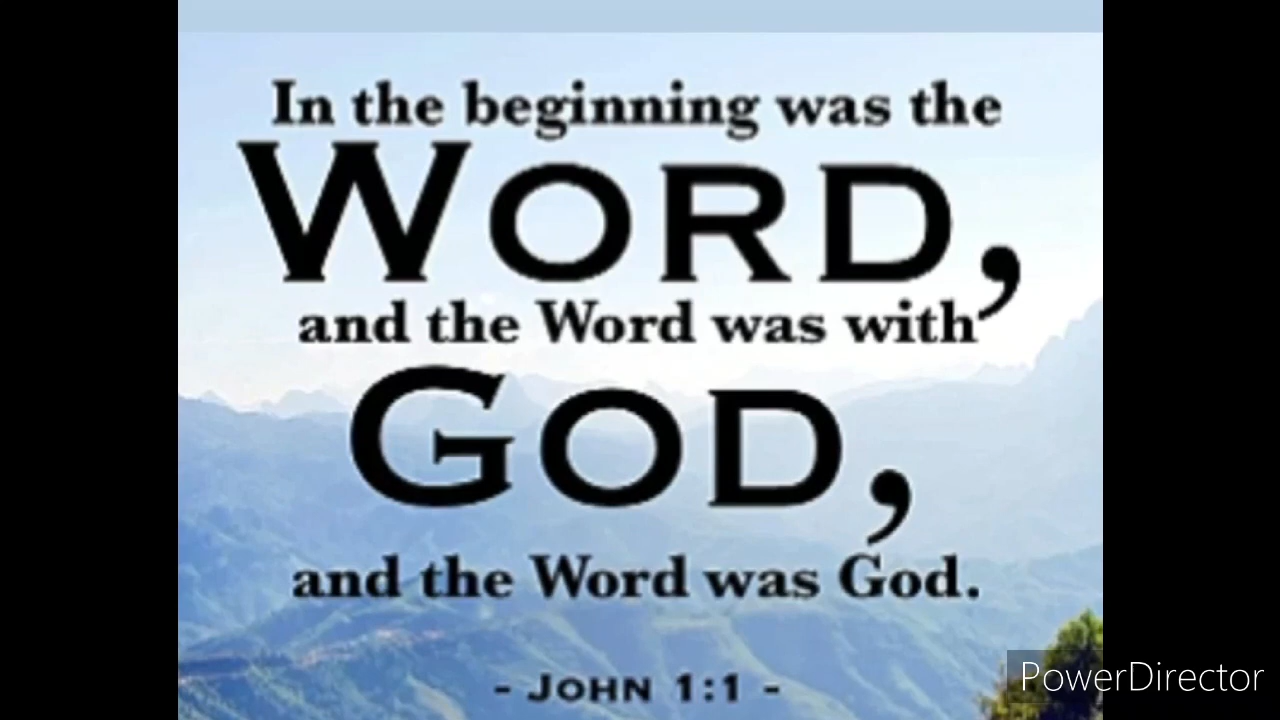 In the beginning was the
WORD,
and the Word was with
GOD,
and the Word was God.
- JOHN 1:1 -
PowerDirector